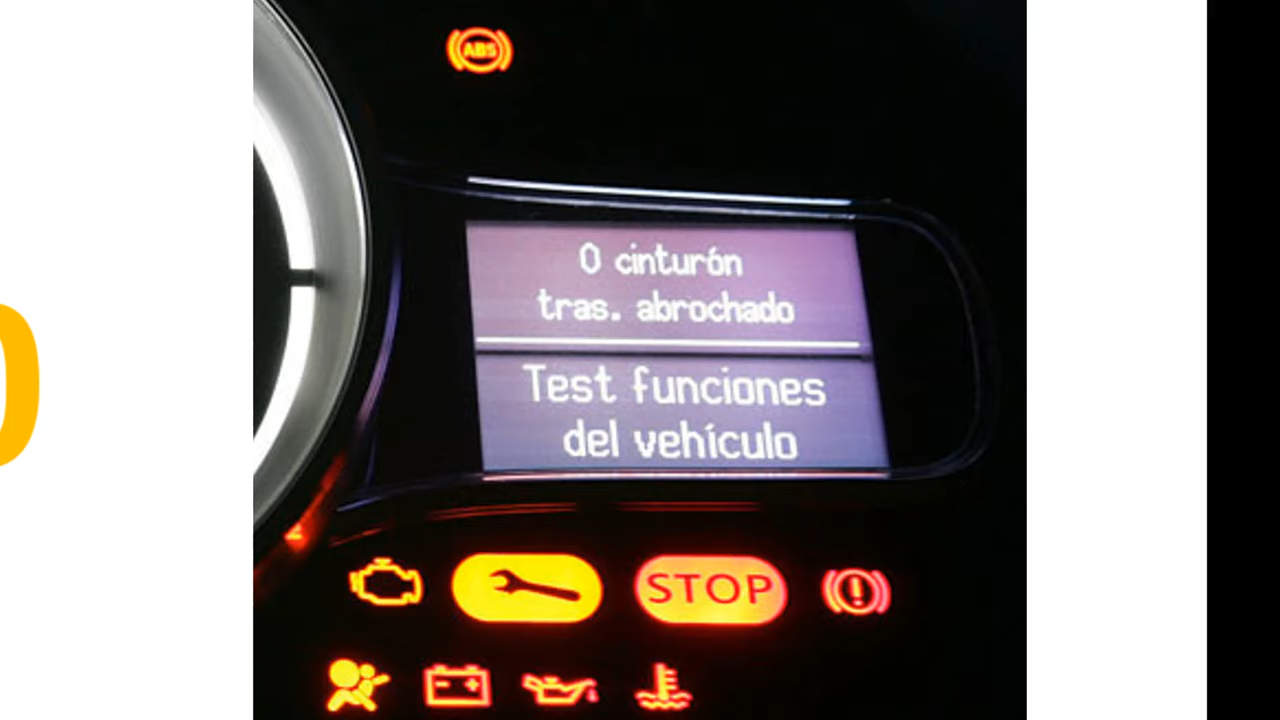 ABS
0 cinturón
tras. abrochado
Test funciones
del vehículo
STOP